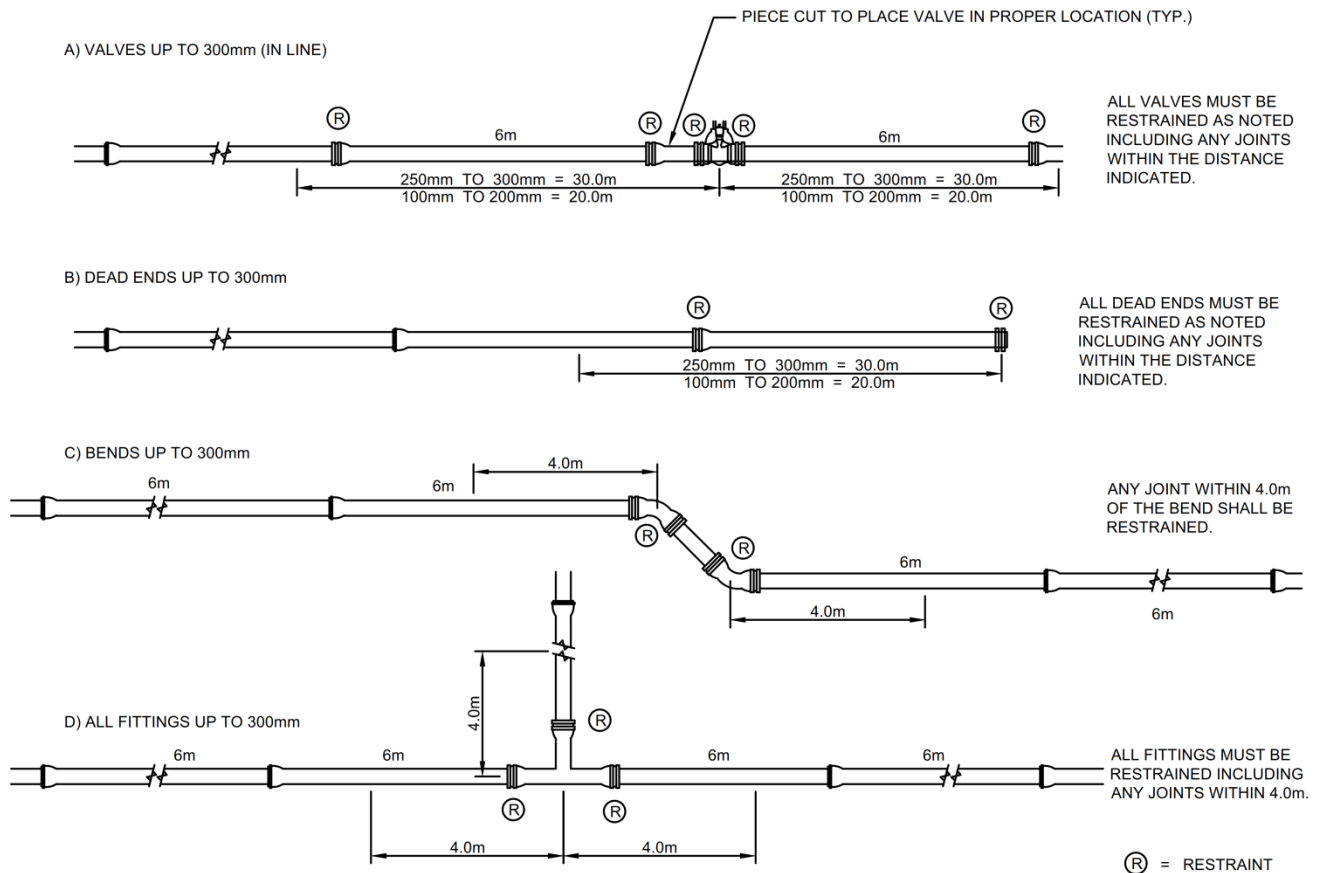 PIECE CUT TO PLACE VALVE IN PROPER LOCATION (TYP.)
A) VALVES UP TO 300mm (IN LINE)
R
R
R
R
R
6m
6m
250mm TO 300mm = 30.0m
100mm TO 200mm = 20.0m
250mm TO 300mm = 30.0m
100mm TO 200mm = 20.0m
ALL VALVES MUST BE
RESTRAINED AS NOTED
INCLUDING ANY JOINTS
WITHIN THE DISTANCE
INDICATED.
B) DEAD ENDS UP TO 300mm
R
R
250mm TO 300mm = 30.0m
100mm TO 200mm = 20.0m
ALL DEAD ENDS MUST BE
RESTRAINED AS NOTED
INCLUDING ANY JOINTS
WITHIN THE DISTANCE
INDICATED.
C) BENDS UP TO 300mm
6m
6m
4.0m
R
R
6m
4.0m
6m
ANY JOINT WITHIN 4.0m
OF THE BEND SHALL BE
RESTRAINED.
D) ALL FITTINGS UP TO 300mm
4.0m
R
6m
6m
6m
6m
R
R
4.0m
4.0m
ALL FITTINGS MUST BE
RESTRAINED INCLUDING
ANY JOINTS WITHIN 4.0m.
R = RESTRAINT